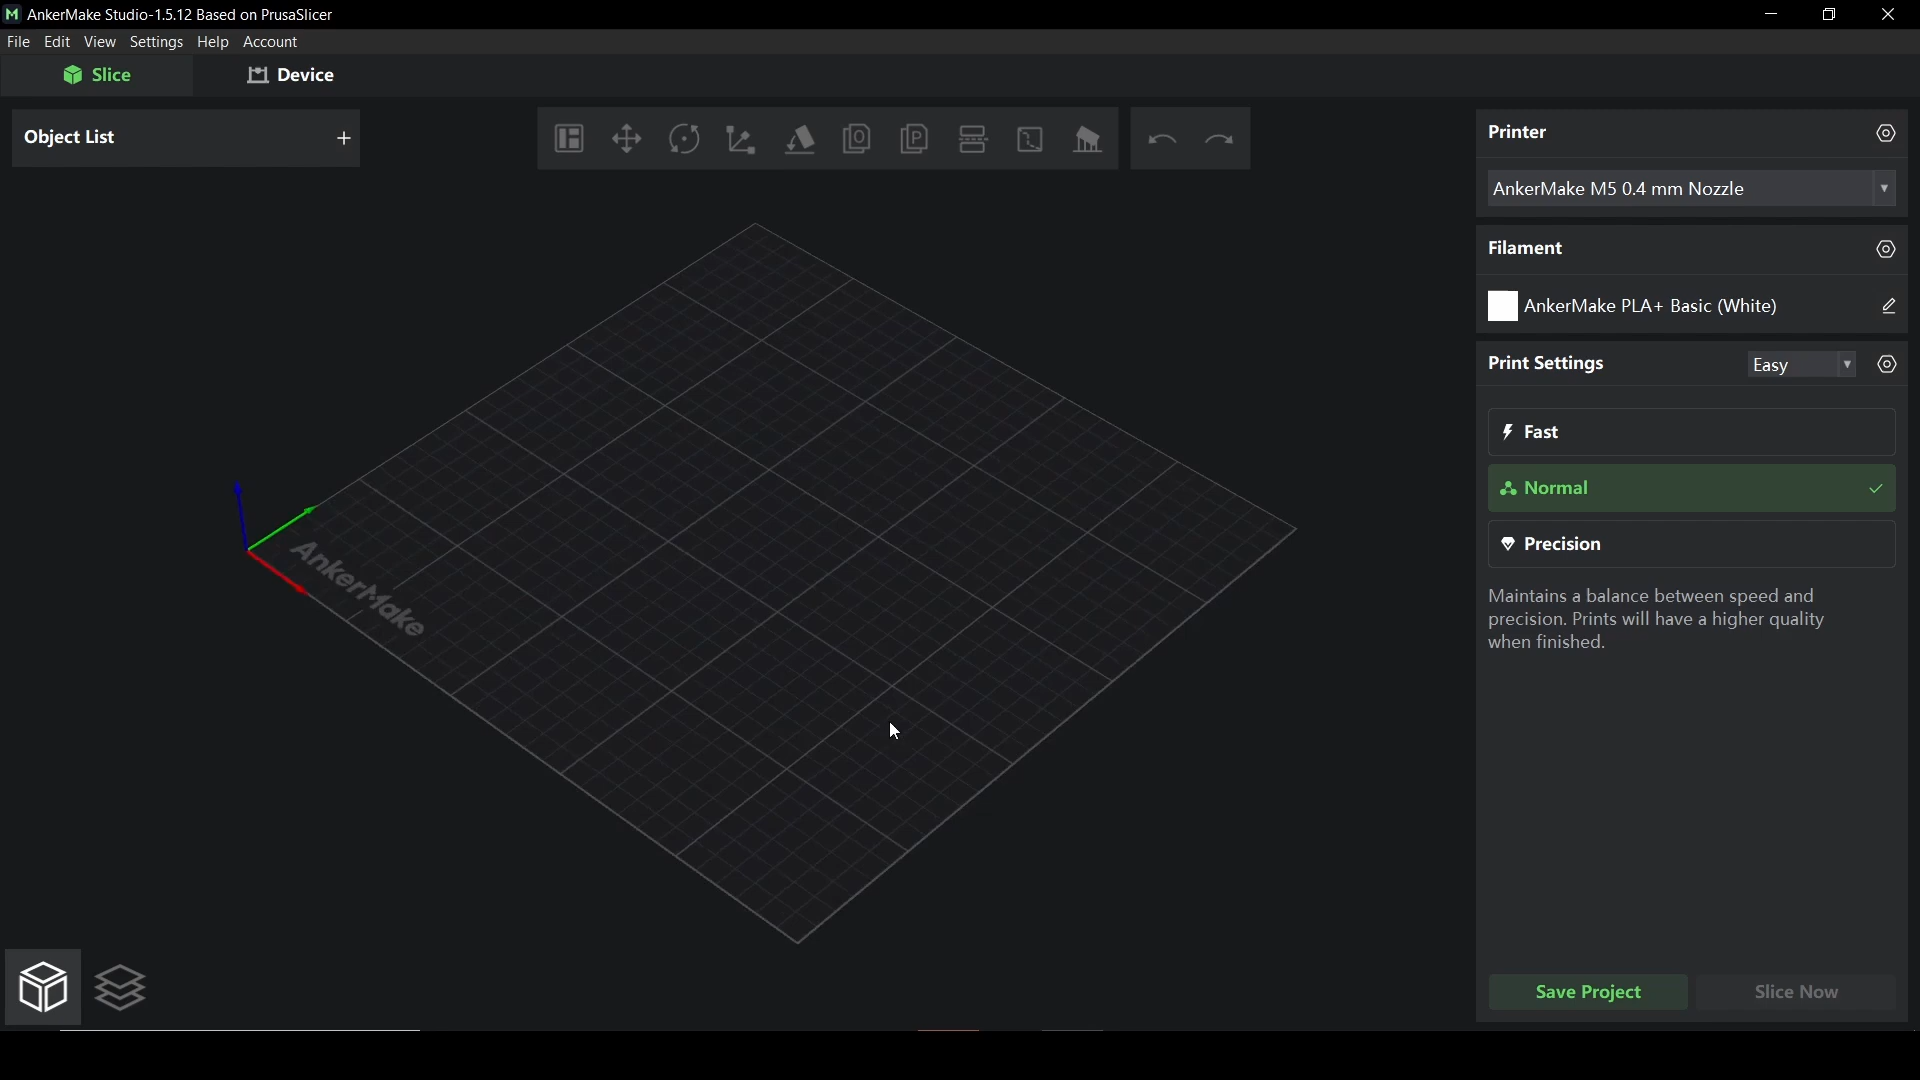 AnkerMake Studio-1.5.12 Based on PrusaSlicer
File Edit View Settings Help Account
Slice Device
Object List +
O
P
AnkerMake
Printer
AnkerMake M5 0.4 mm Nozzle
Filament
AnkerMake PLA+ Basic (White)
Print Settings Easy
Fast
Normal
Precision
Maintains a balance between speed and
precision. Prints will have a higher quality
when finished.
Save Project Slice Now